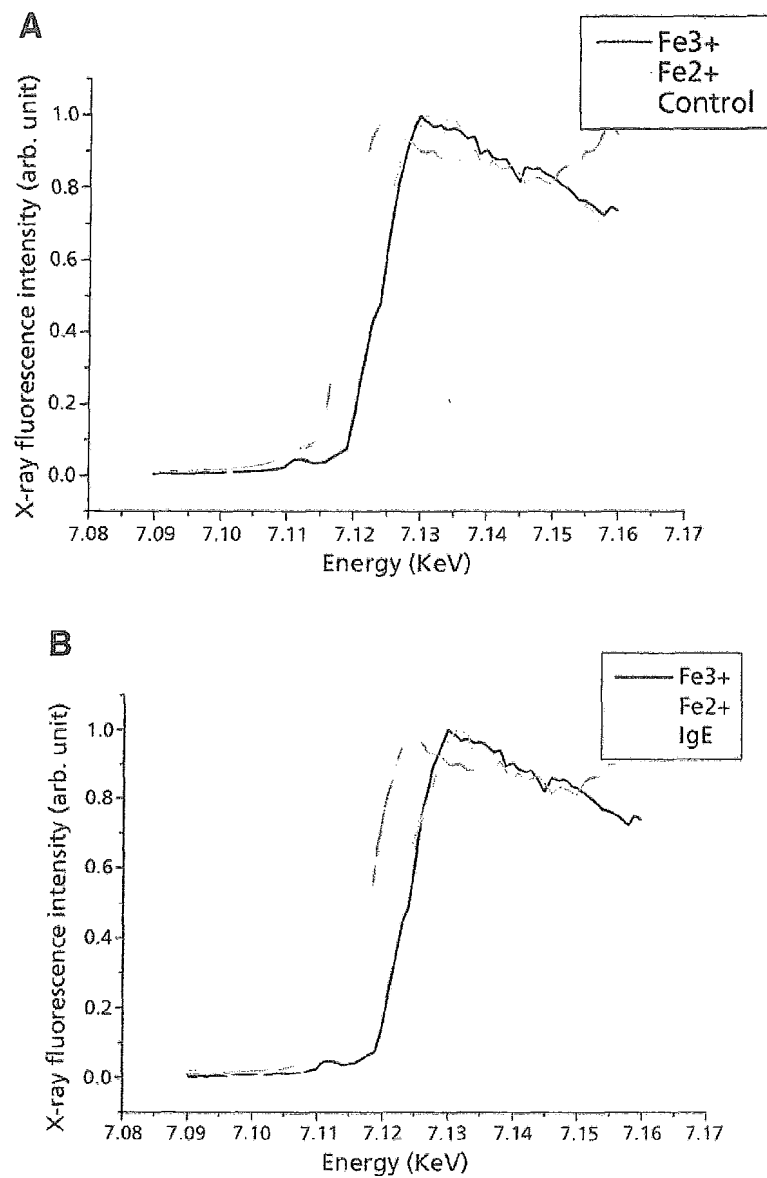 A
Fe3+
Fe2+
Control
X-ray fluorescence intensity (arb. unit)
1.0
0.8
0.6
0.4
0.2
0.0
7.08 7.09 7.10 7.11 7.12 7.13 7.14 7.15 7.16 7.17
Energy (KeV)
B
Fe3+
Fe2+
IgE
X-ray fluorescence intensity (arb. unit)
1.0
0.8
0.6
0.4
0.2
0.0
7.08 7.09 7.10 7.11 7.12 7.13 7.14 7.15 7.16 7.17
Energy (KeV)